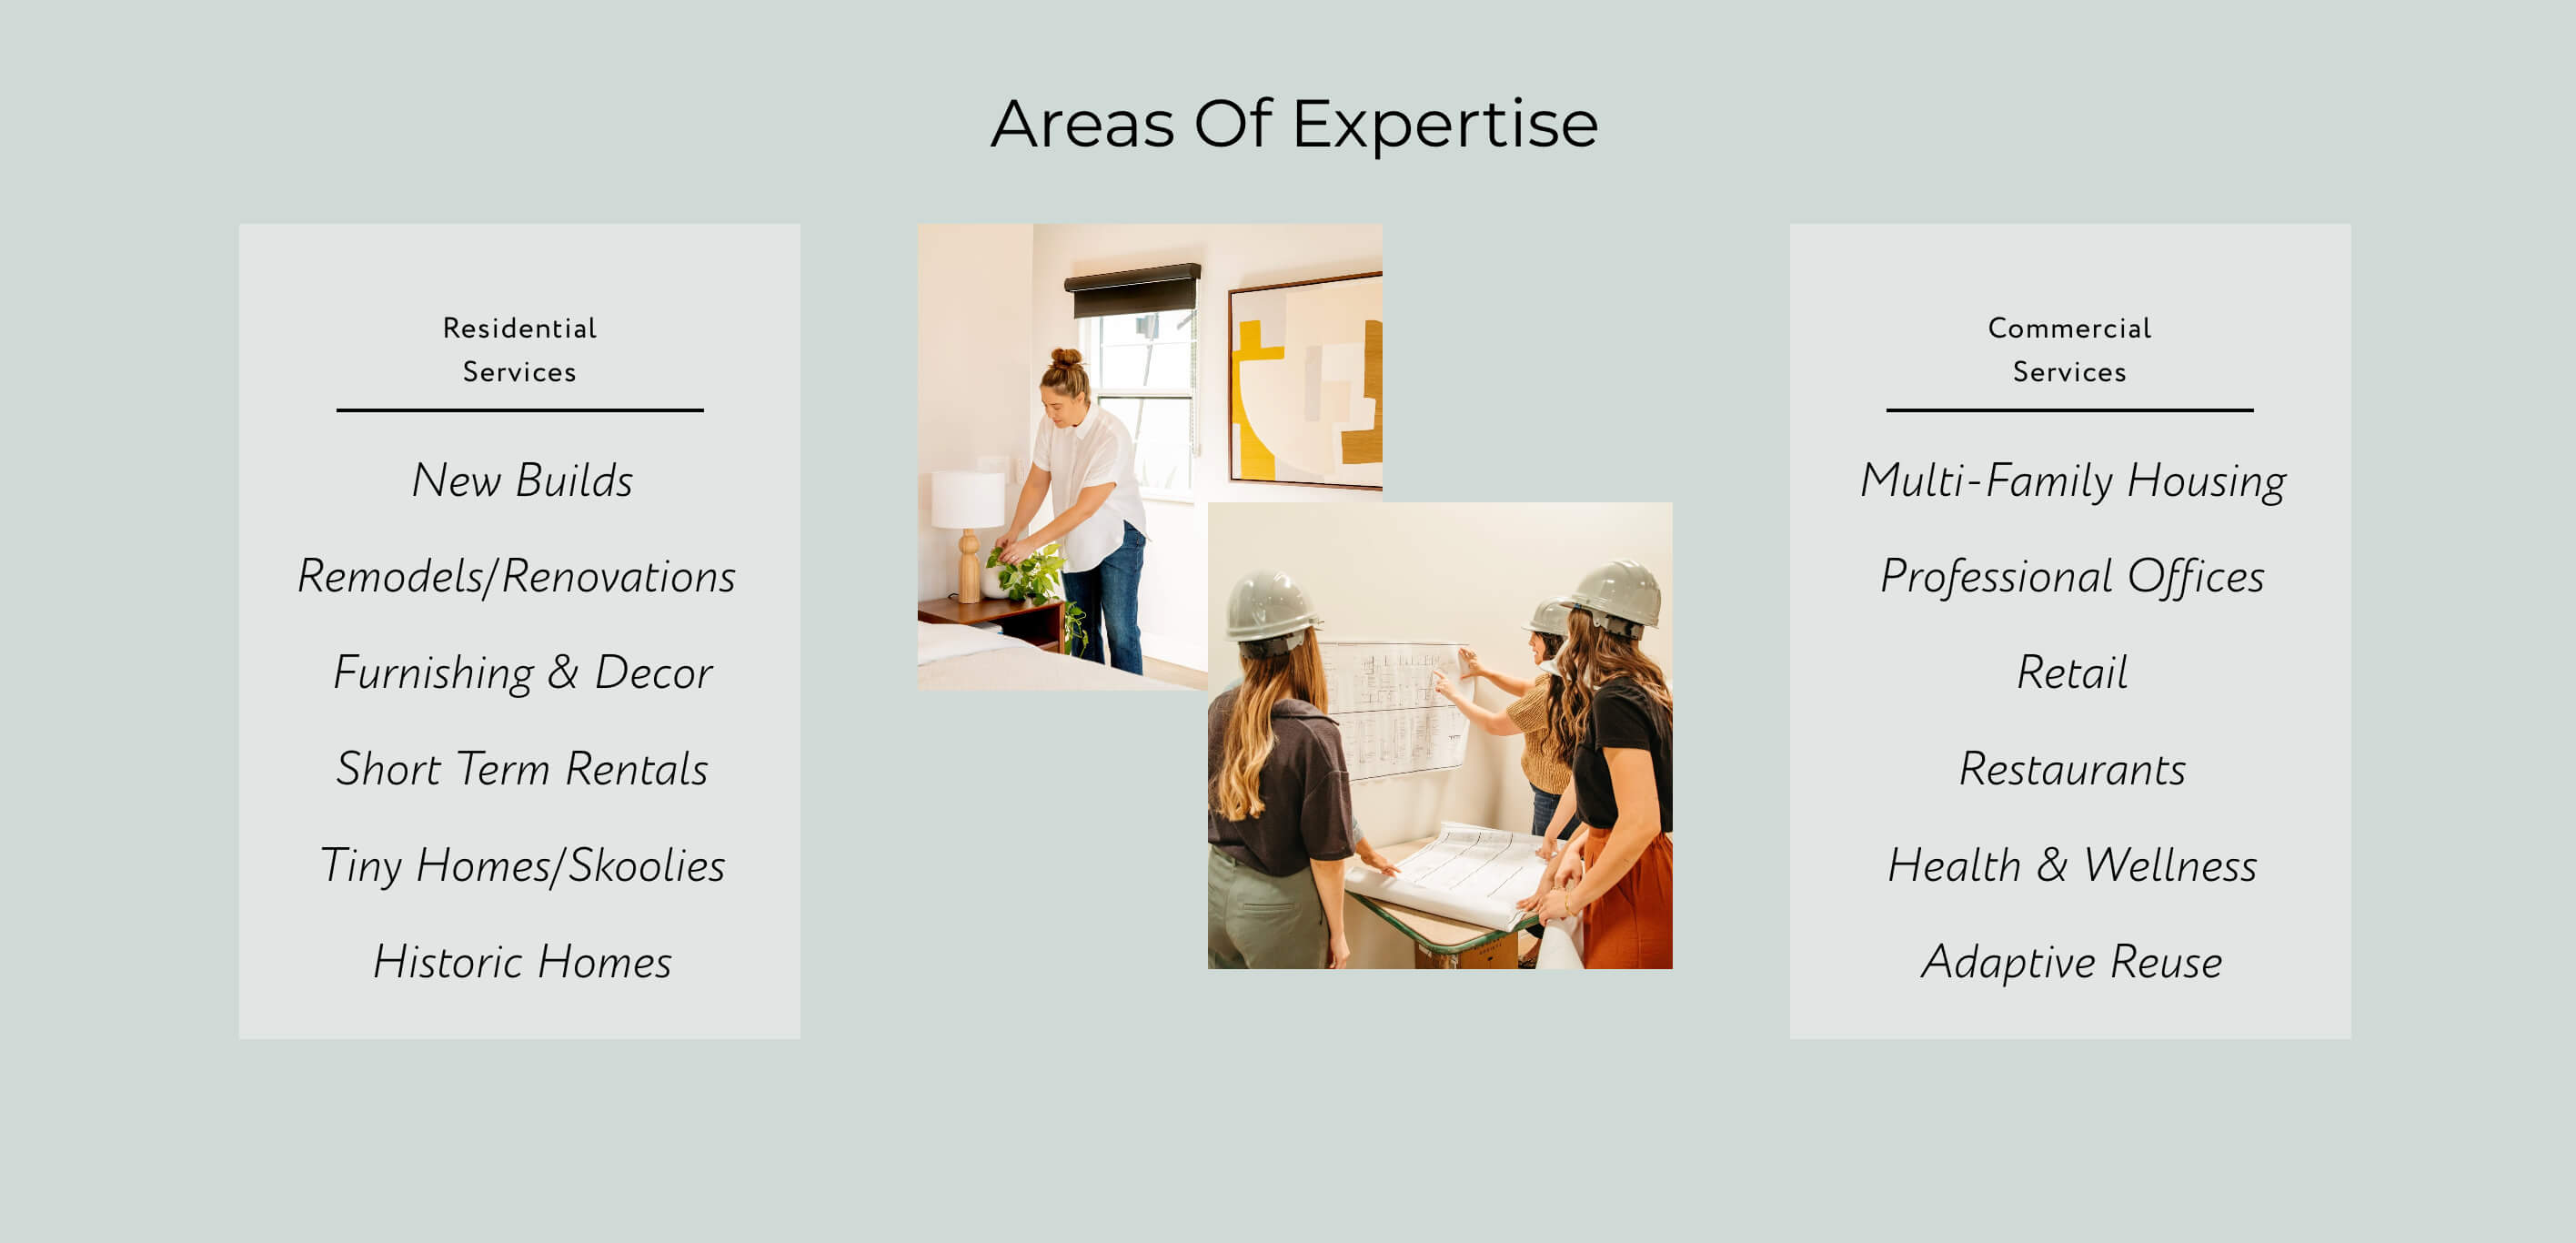 Areas Of Expertise
Residential
Services
New Builds
Remodels/Renovations
Furnishing & Decor
Short Term Rentals
Tiny Homes/Skoolies
Historic Homes
Commercial
Services
Multi-Family Housing
Professional Offices
Retail
Restaurants
Health & Wellness
Adaptive Reuse